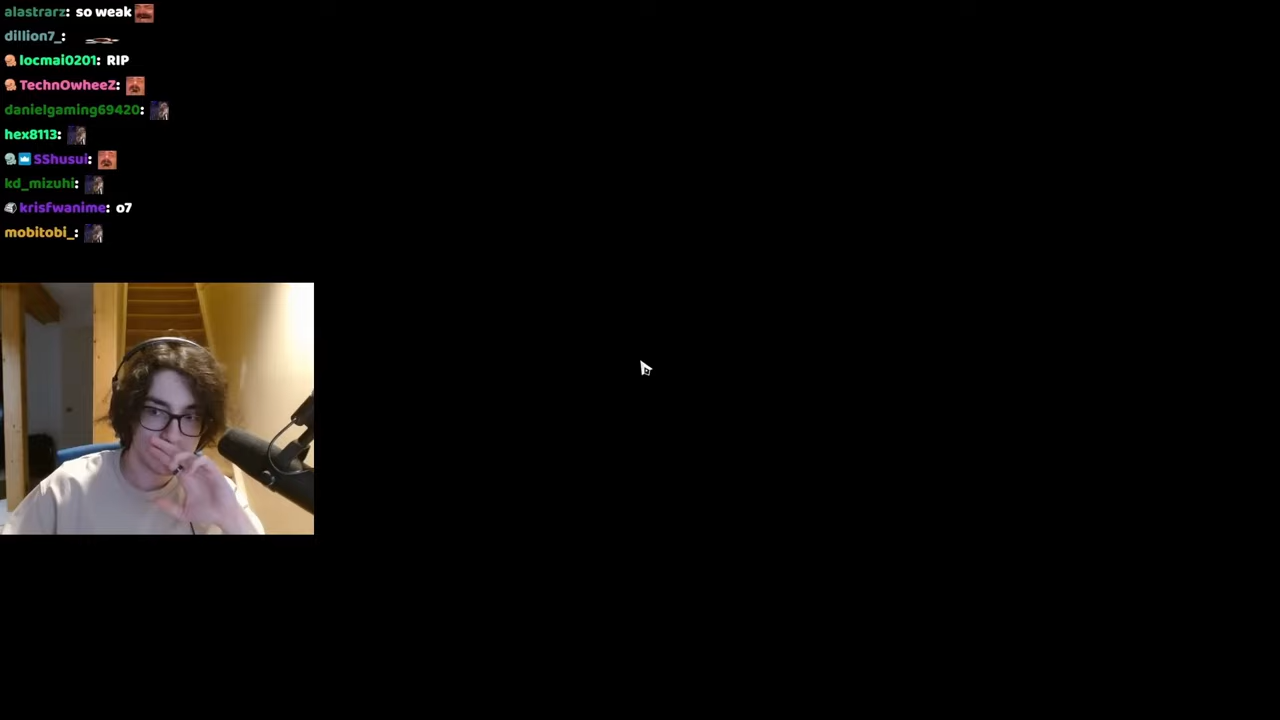 alastrarz: so weak
dillion7_:
locmai0201: RIP
TechnOwheeZ:
danielgaming69420:
hex8113:
SShusui:
kd_mizuhi:
krisfwanime: o7
mobitobi_: